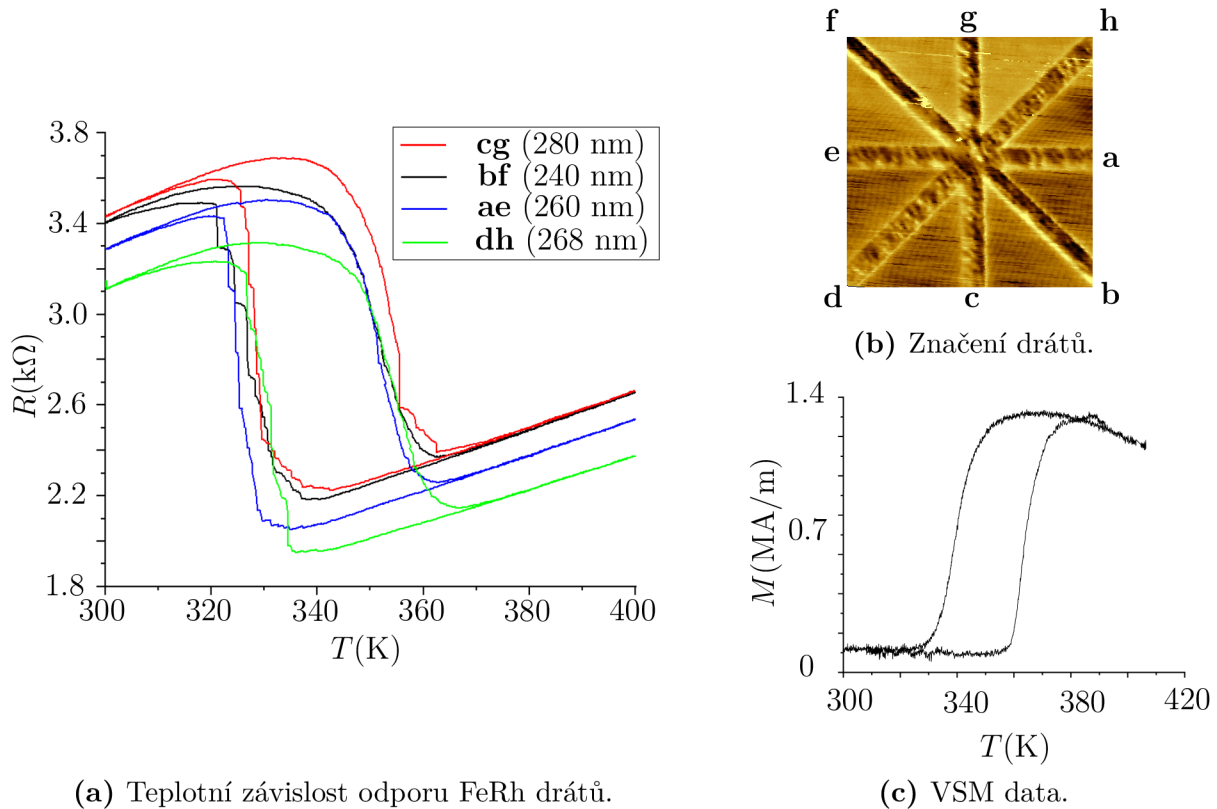 3.8
3.4
3.0
2.6
2.2
1.8
R(kΩ)
300 320 340 360 380 400
T(K)
cg (280 nm)
bf (240 nm)
ae (260 nm)
dh (268 nm)
(a) Teplotní závislost odporu FeRh drátů.
f g h
e a
d c b
(b) Značení drátů.
1.4
0.7
0
M(MA/m)
300 340 380 420
T(K)
(c) VSM data.